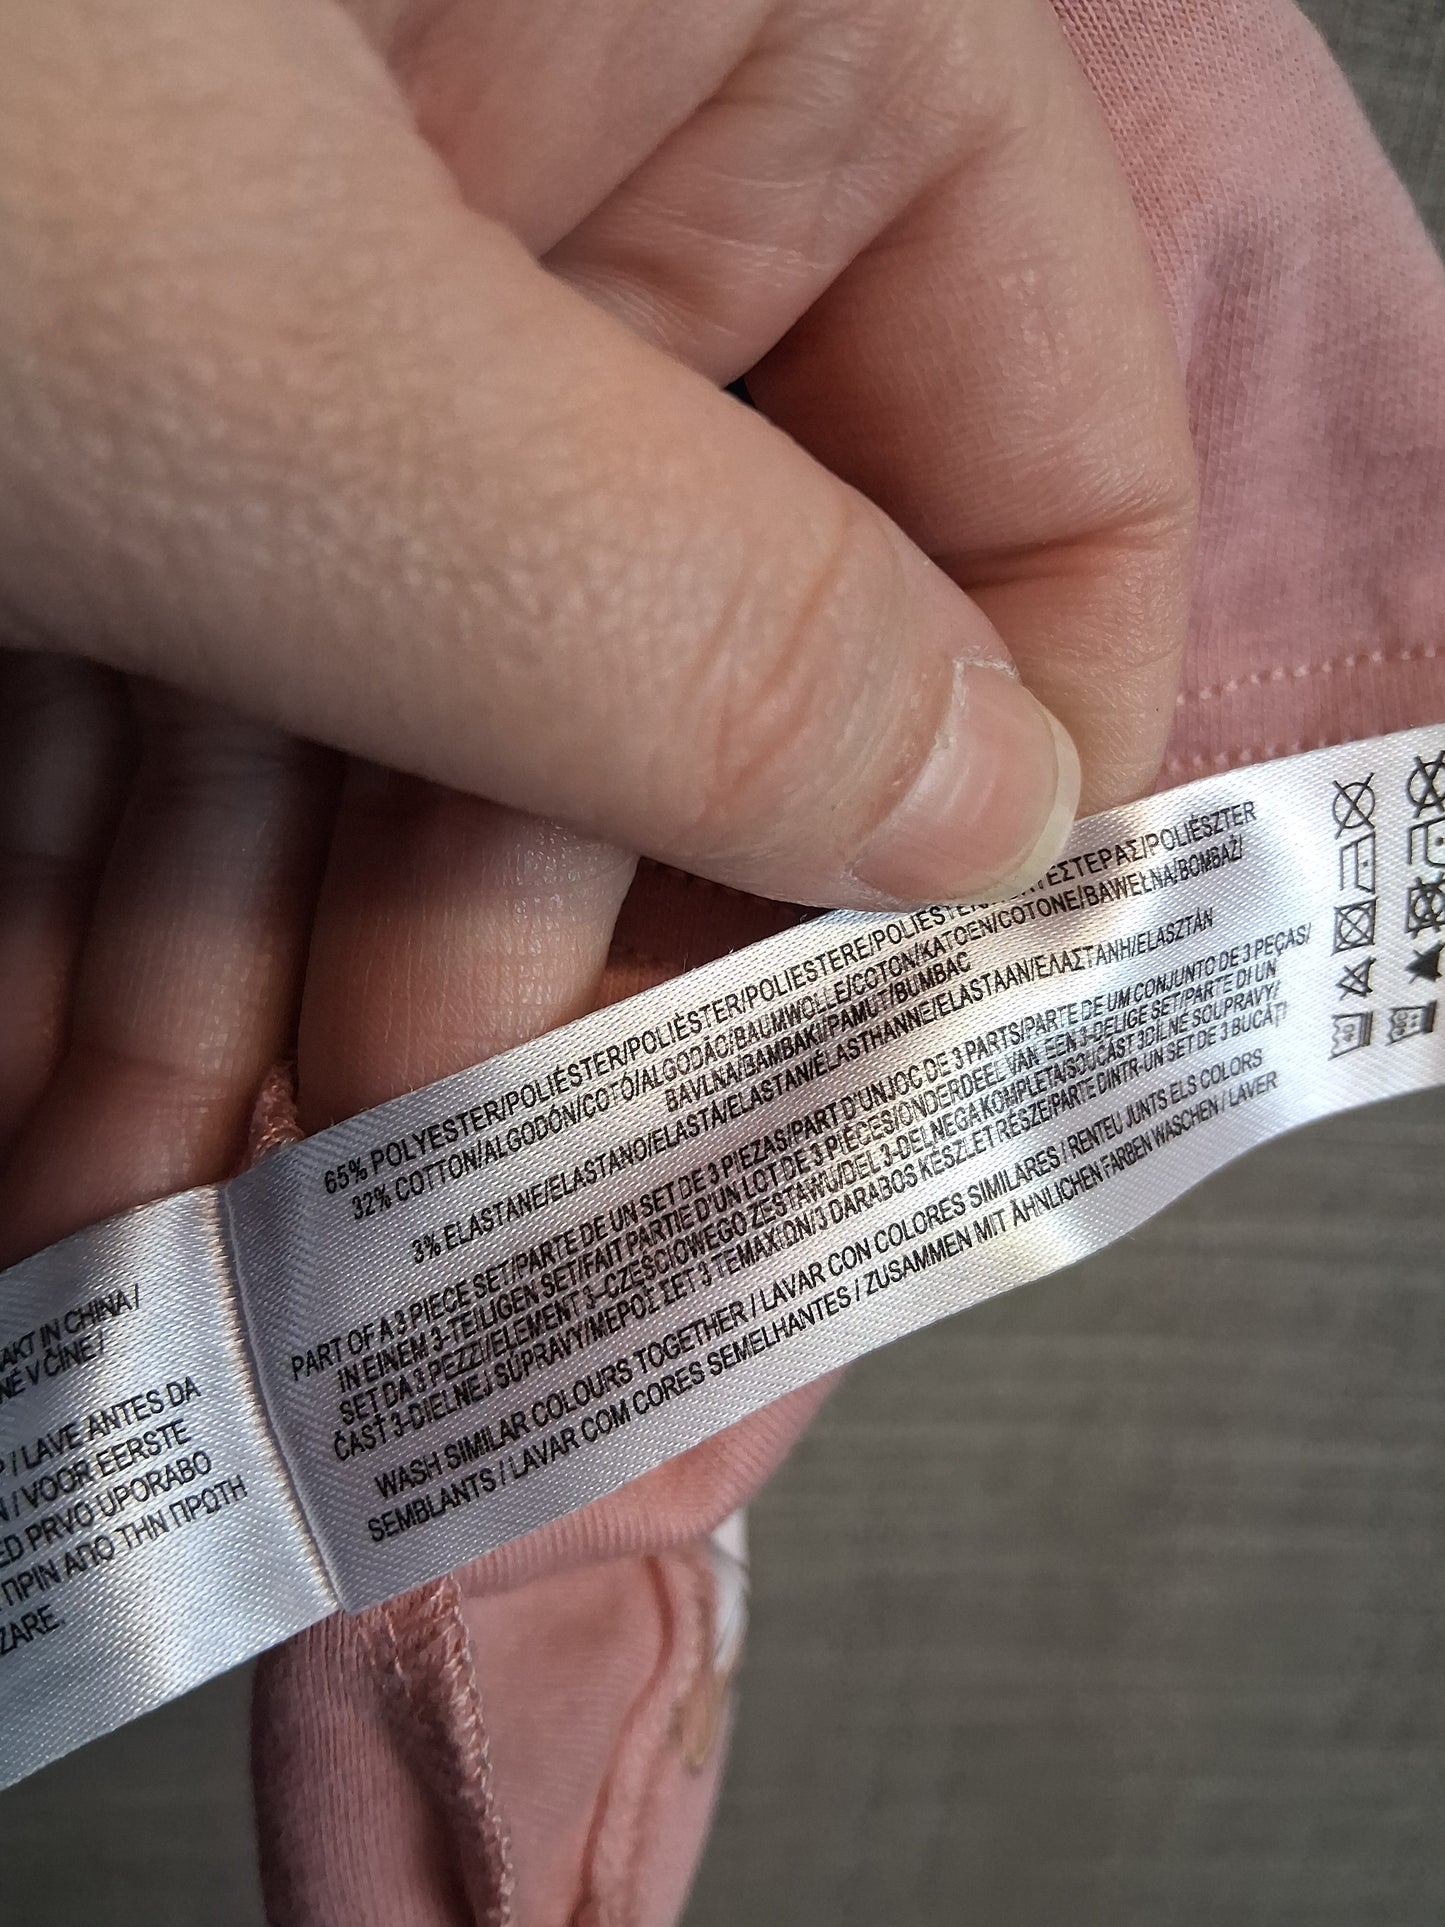 65% POLYESTER/POLIÉSTER/POLIÈSTER/POLIESTERE/POLIÉSTER/POLIÉSZTER
32% COTTON/ALGODÓN/COTÓ/ALGODÃO/BAUMWOLLE/COTON/KATOEN/COTONE/BAWEŁNA/BOMBAŽ/
BAVLNA/BAMBAKI/PAMUT/BUMBAC
3% ELASTANE/ELASTANO/ELASTÀ/ELASTAN/ÉLASTHANNE/ELASTAAN/ΕΛΑΣΤΑΝΗ/ELASZTÁN
PART OF A 3 PIECE SET/PARTE DE UN SET DE 3 PIEZAS/PART D'UN JOC DE 3 PARTS/PARTE DE UM CONJUNTO DE 3 PEÇAS/
IN EINEM 3-TEILIGEN SET/FAIT PARTIE D'UN LOT DE 3 PIÈCES/ONDERDEEL VAN EEN 3-DELIGE SET/PARTE DI UN
SET DA 3 PEZZI/ELEMENT 3-CZĘŚCIOWEGO ZESTAWU/DEL 3-DELNEGA KOMPLETA/SOUČÁST 3DÍLNÉ SOUPRAVY/
ČASŤ 3-DIELNEJ SÚPRAVY/ΜΕΡΟΣ ΣΕΤ 3 ΤΕΜΑΧΙΩΝ/3 DARABOS KÉSZLET RÉSZE/PARTE DINTR-UN SET DE 3 BUCĂȚI
WASH SIMILAR COLOURS TOGETHER / LAVAR CON COLORES SIMILARES / RENTEU JUNTS ELS COLORS
SEMBLANTS / LAVAR COM CORES SEMELHANTES / ZUSAMMEN MIT ÄHNLICHEN FARBEN WASCHEN / LAVER
IN CHINA /
V ČÍNE /
/ LAVE ANTES DA
/ VOOR EERSTE
PRVO UPORABO
ΠΡΙΝ ΑΠΟ ΤΗΝ ΠΡΩΤΗ